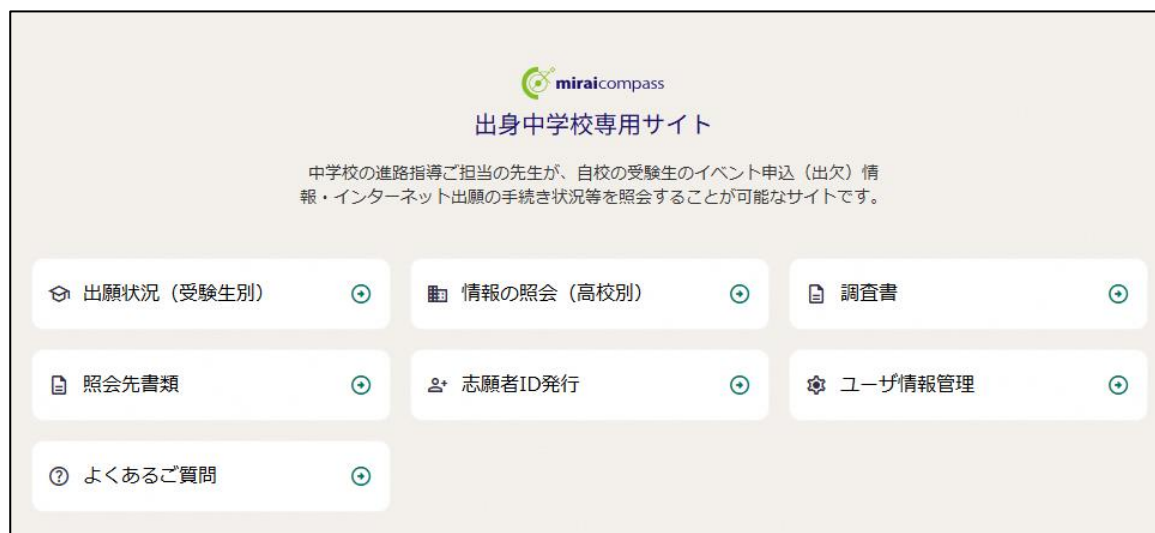 miraicompass
出身中学校専用サイト
中学校の進路指導ご担当の先生が、自校の受験生のイベント申込（出欠）情
報・インターネット出願の手続き状況等を照会することが可能なサイトです。
出願状況（受験生別）
情報の照会（高校別）
調査書
照会先書類
志願者ID発行
ユーザ情報管理
よくあるご質問